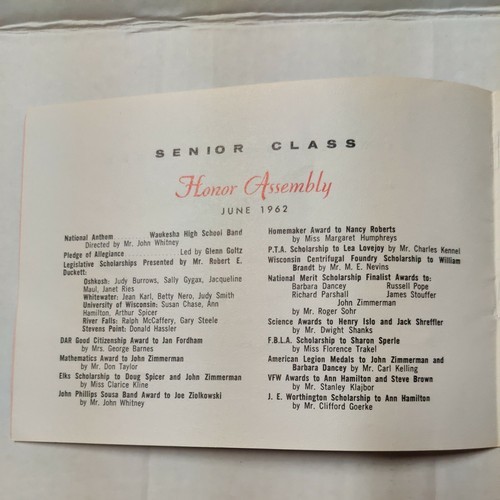 SENIOR CLASS
Honor Assembly
JUNE 1962
National Anthem Waukesha High School Band
Directed by Mr. John Whitney
Pledge of Allegiance Led by Glenn Goltz
Legislative Scholarships Presented by Mr. Robert E.
Duckett:
Oshkosh: Judy Burrows, Sally Gygax, Jacqueline
Maul, Janet Ries
Whitewater: Jean Karl, Betty Nero, Judy Smith
University of Wisconsin: Susan Chase, Ann
Hamilton, Arthur Spicer
River Falls: Ralph McCaffery, Gary Steele
Stevens Point: Donald Hassler
DAR Good Citizenship Award to Jan Fordham
by Mrs. George Barnes
Mathematics Award to John Zimmerman
by Mr. Don Taylor
Elks Scholarship to Doug Spicer and John Zimmerman
by Miss Clarice Kline
John Phillips Sousa Band Award to Joe Ziolkowski
by Mr. John Whitney
Homemaker Award to Nancy Roberts
by Miss Margaret Humphreys
P.T.A. Scholarship to Lea Lovejoy by Mr. Charles Kennel
Wisconsin Centrifugal Foundry Scholarship to William
Brandt by Mr. M. E. Nevins
National Merit Scholarship Finalist Awards to:
Barbara Dancey Russell Pope
Richard Parshall James Stouffer
John Zimmerman
by Mr. Roger Sohr
Science Awards to Henry Islo and Jack Shreffler
by Mr. Dwight Shanks
F.B.L.A. Scholarship to Sharon Sperle
by Miss Florence Trakel
American Legion Medals to John Zimmerman and
Barbara Dancey by Mr. Carl Kelling
VFW Awards to Ann Hamilton and Steve Brown
by Mr. Stanley Klajbor
J. E. Worthington Scholarship to Ann Hamilton
by Mr. Clifford Goerke